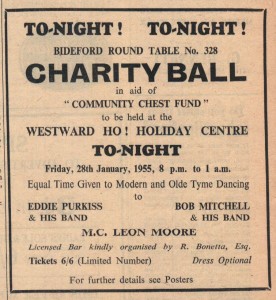 TO-NIGHT! TO-NIGHT!
BIDEFORD ROUND TABLE No. 328
CHARITY BALL
in aid of
"COMMUNITY CHEST FUND"
to be held at the
WESTWARD HO! HOLIDAY CENTRE
TO-NIGHT
Friday, 28th January, 1955, 8 p.m. to 1 a.m.
Equal Time Given to Modern and Olde Tyme Dancing
to
EDDIE PURKISS BOB MITCHELL
& HIS BAND & HIS BAND
M.C. LEON MOORE
Licensed Bar kindly organised by R. Bonetta, Esq.
Tickets 6/6 (Limited Number) Dress Optional
For further details see Posters